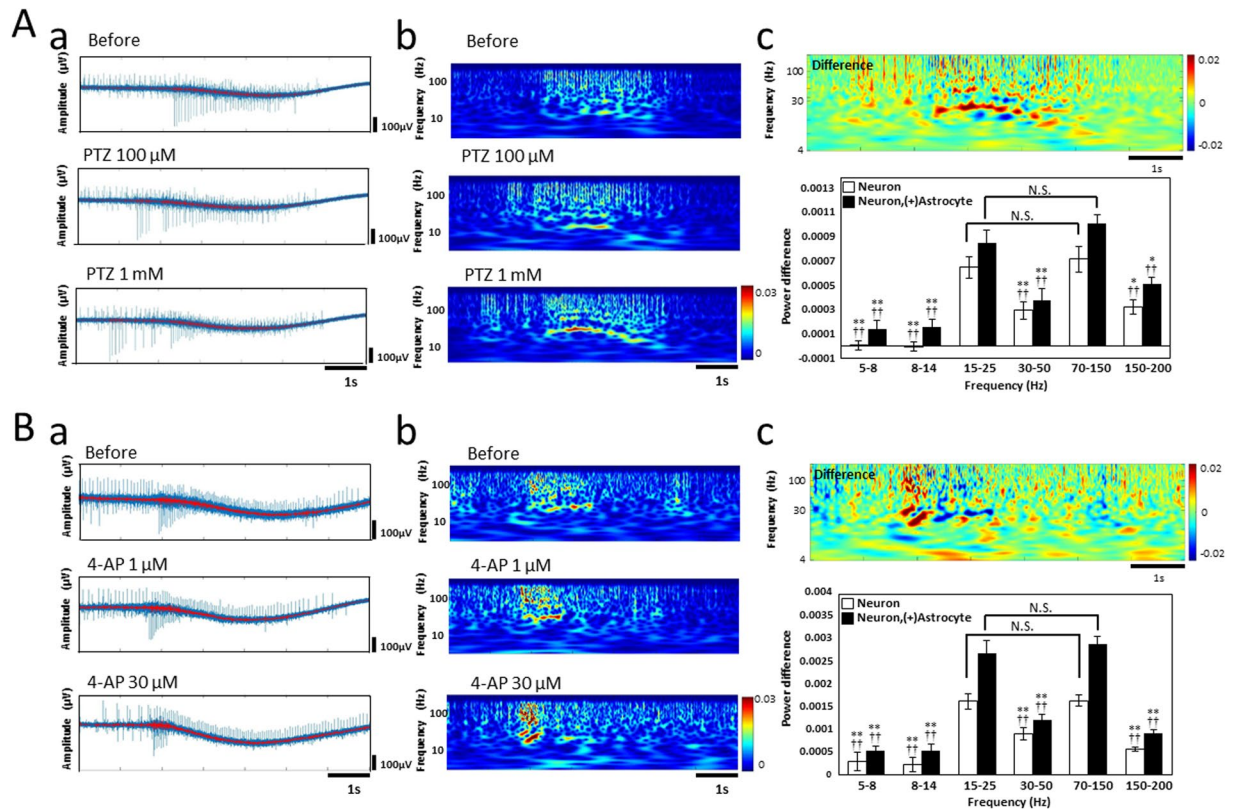 A
a
Before
Amplitude (µV)
100µV
PTZ 100 µM
Amplitude (µV)
100µV
PTZ 1 mM
Amplitude (µV)
100µV
1s
b
Before
Frequency (Hz)
100
10
PTZ 100 µM
Frequency (Hz)
100
10
PTZ 1 mM
Frequency (Hz)
100
10
0.03
0
1s
c
Difference
Frequency (Hz)
100
30
4
0.02
0
-0.02
1s
Neuron
Neuron,(+)Astrocyte
Power difference
0.0013
0.0011
0.0009
0.0007
0.0005
0.0003
0.0001
-0.0001
N.S.
N.S.
** †† ** †† ** †† ** †† ** †† ** †† * †† * ††
5-8 8-14 15-25 30-50 70-150 150-200
Frequency (Hz)
B
a
Before
Amplitude (µV)
100µV
4-AP 1 µM
Amplitude (µV)
100µV
4-AP 30 µM
Amplitude (µV)
100µV
1s
b
Before
Frequency (Hz)
100
10
4-AP 1 µM
Frequency (Hz)
100
10
4-AP 30 µM
Frequency (Hz)
100
10
0.03
0
1s
c
Difference
Frequency (Hz)
100
30
4
0.02
0
-0.02
1s
Neuron
Neuron,(+)Astrocyte
Power difference
0.004
0.0035
0.003
0.0025
0.002
0.0015
0.001
0.0005
0
N.S.
N.S.
** †† ** †† ** †† ** †† ** †† ** †† ** †† ** ††
5-8 8-14 15-25 30-50 70-150 150-200
Frequency (Hz)